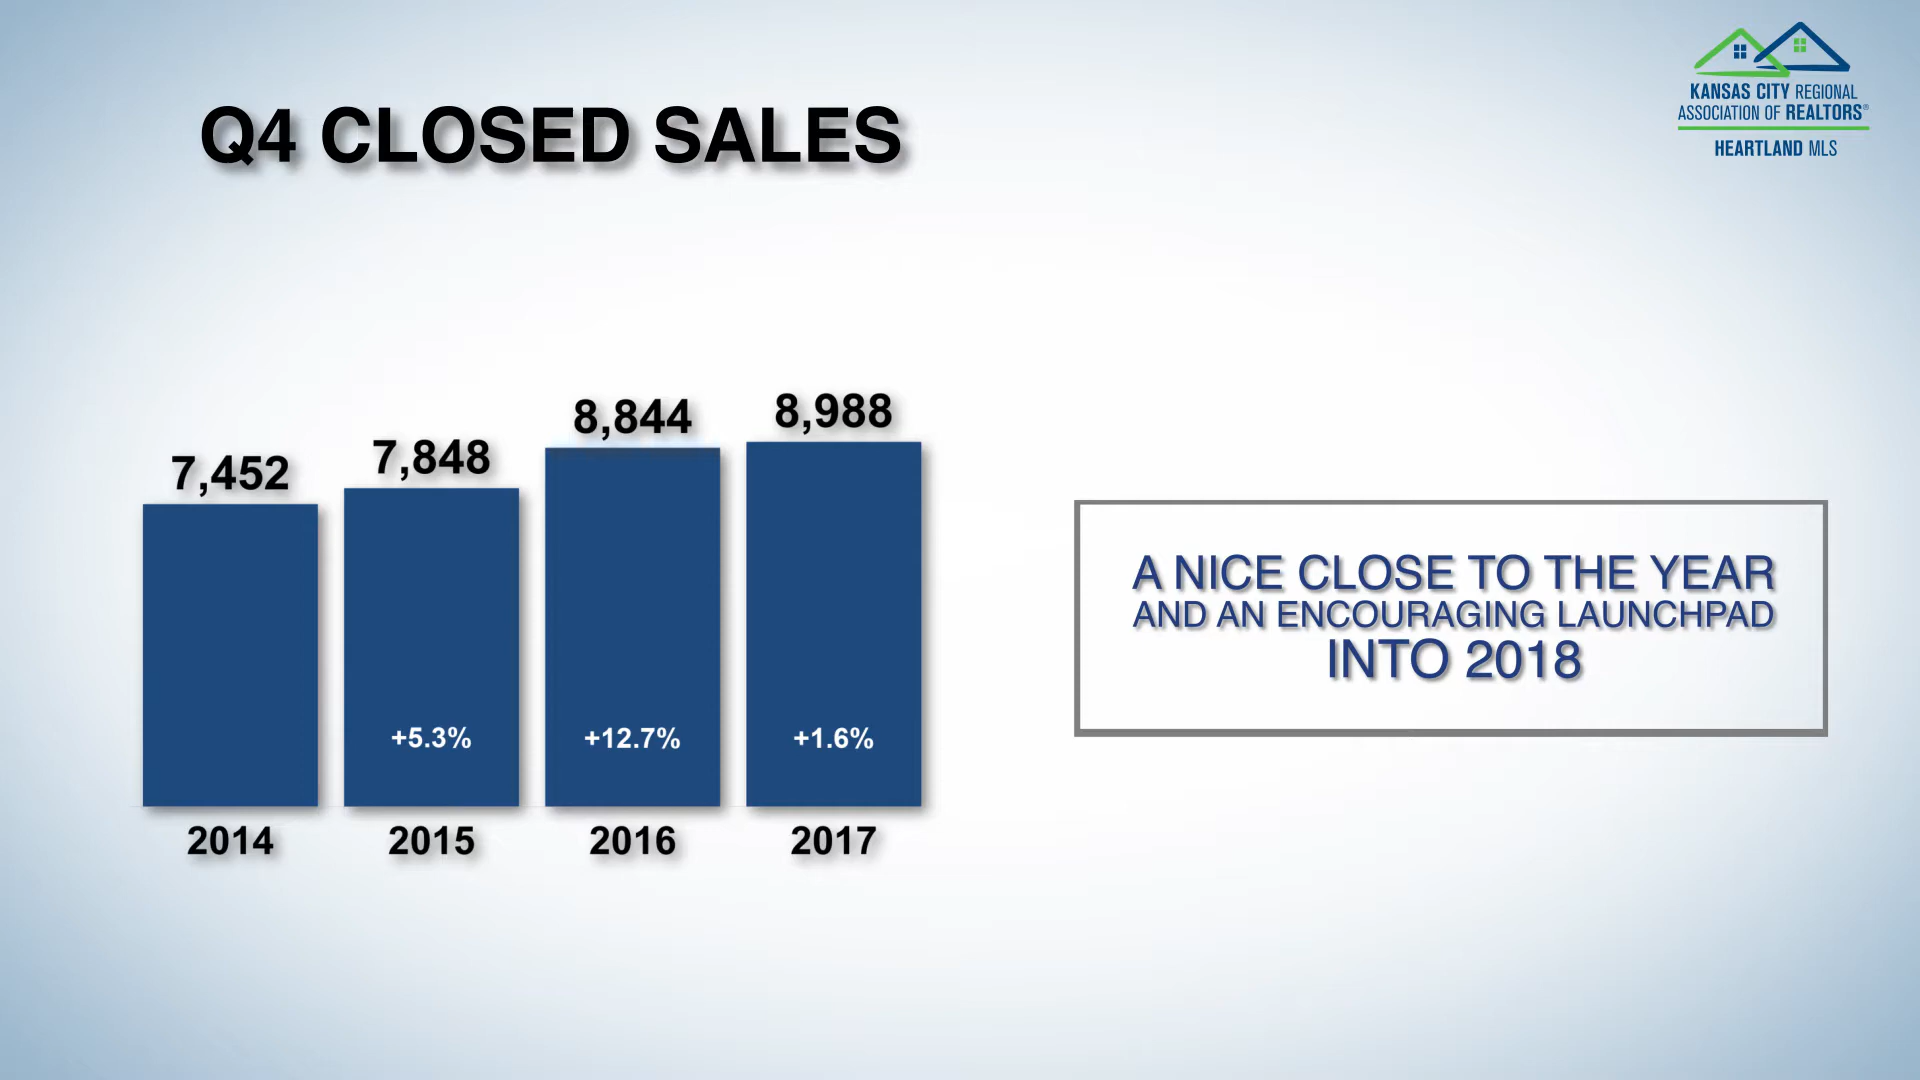 Q4 CLOSED SALES
KANSAS CITY REGIONAL
ASSOCIATION OF REALTORS®
HEARTLAND MLS
7,452
7,848
8,844
8,988
+5.3%
+12.7%
+1.6%
2014
2015
2016
2017
A NICE CLOSE TO THE YEAR
AND AN ENCOURAGING LAUNCHPAD
INTO 2018